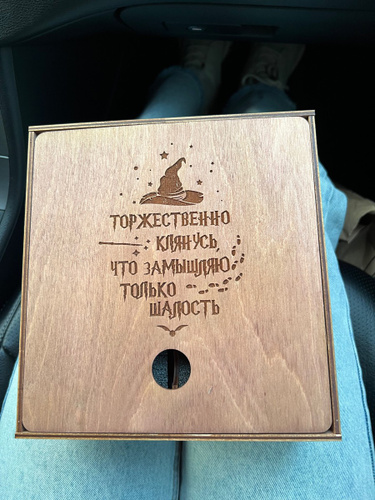 ТОРЖЕСТВЕННО
КЛЯНУСЬ,
ЧТО ЗАМЫШЛЯЮ
ТОЛЬКО
ШАЛОСТЬ